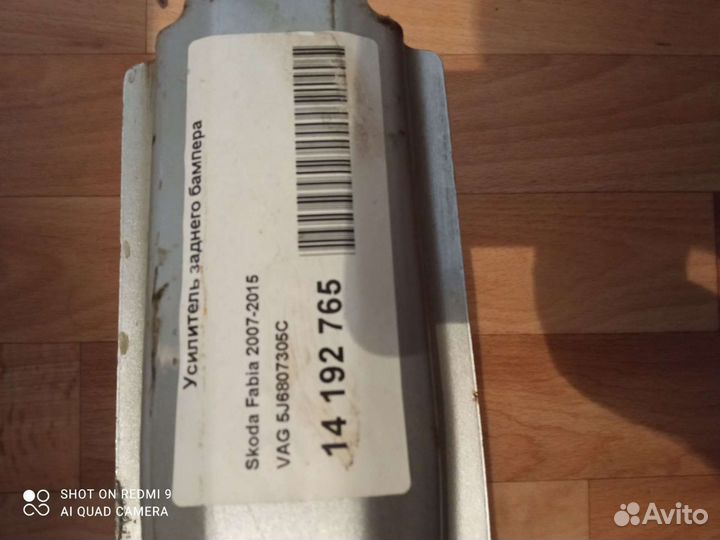 Усилитель заднего бампера
Skoda Fabia 2007-2015
VAG 5J6807305C
14 192 765
SHOT ON REDMI 9
AI QUAD CAMERA
Avito